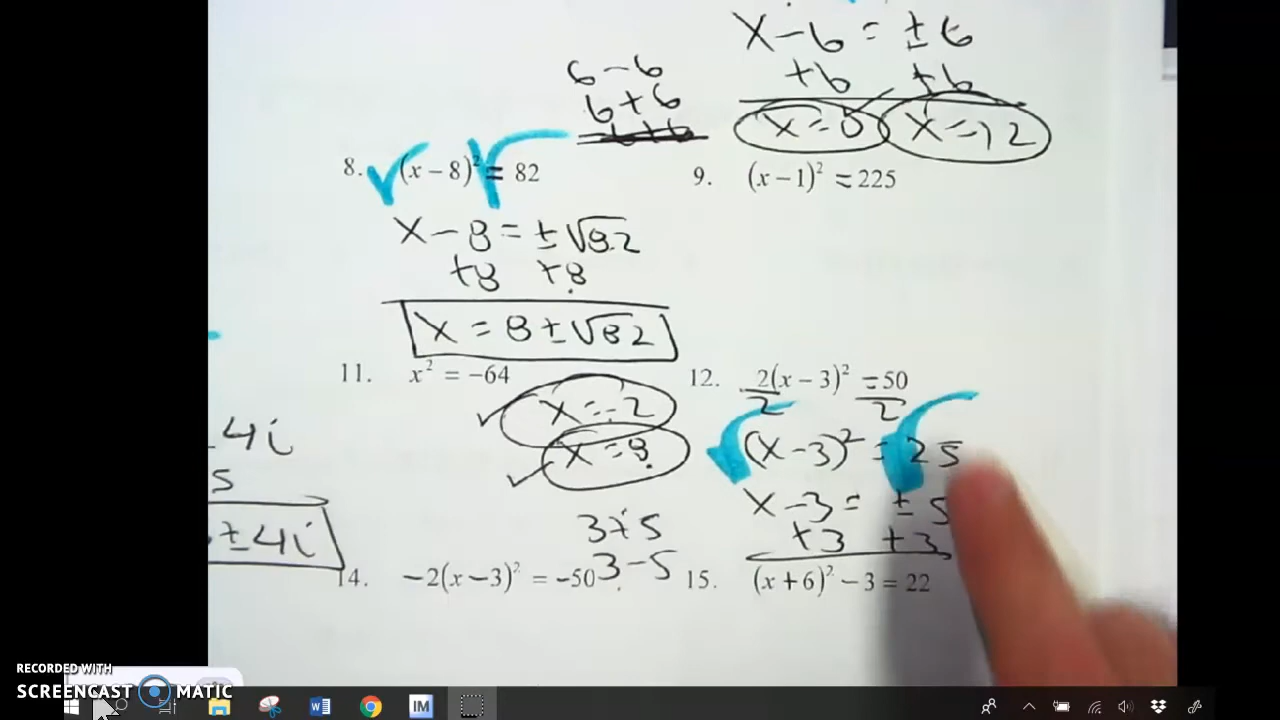 x-6 = ±6
6-6
+6 +6
6+6
x=0 x=12
8. (x - 8)² = 82
9. (x - 1)² = 225
x-8 = ±√82
+8 +8
x = 8±√82
11. x² = -64
12. 2(x - 3)² = 50
2 2
x=-2
4i
(x-3)² = 25
x=8
5
x-3 = ±5
3+5
±4i
+3 +3
3-5
14. -2(x - 3)² = -50
15. (x + 6)² - 3 = 22
RECORDED WITH
SCREENCAST MATIC
W
IM